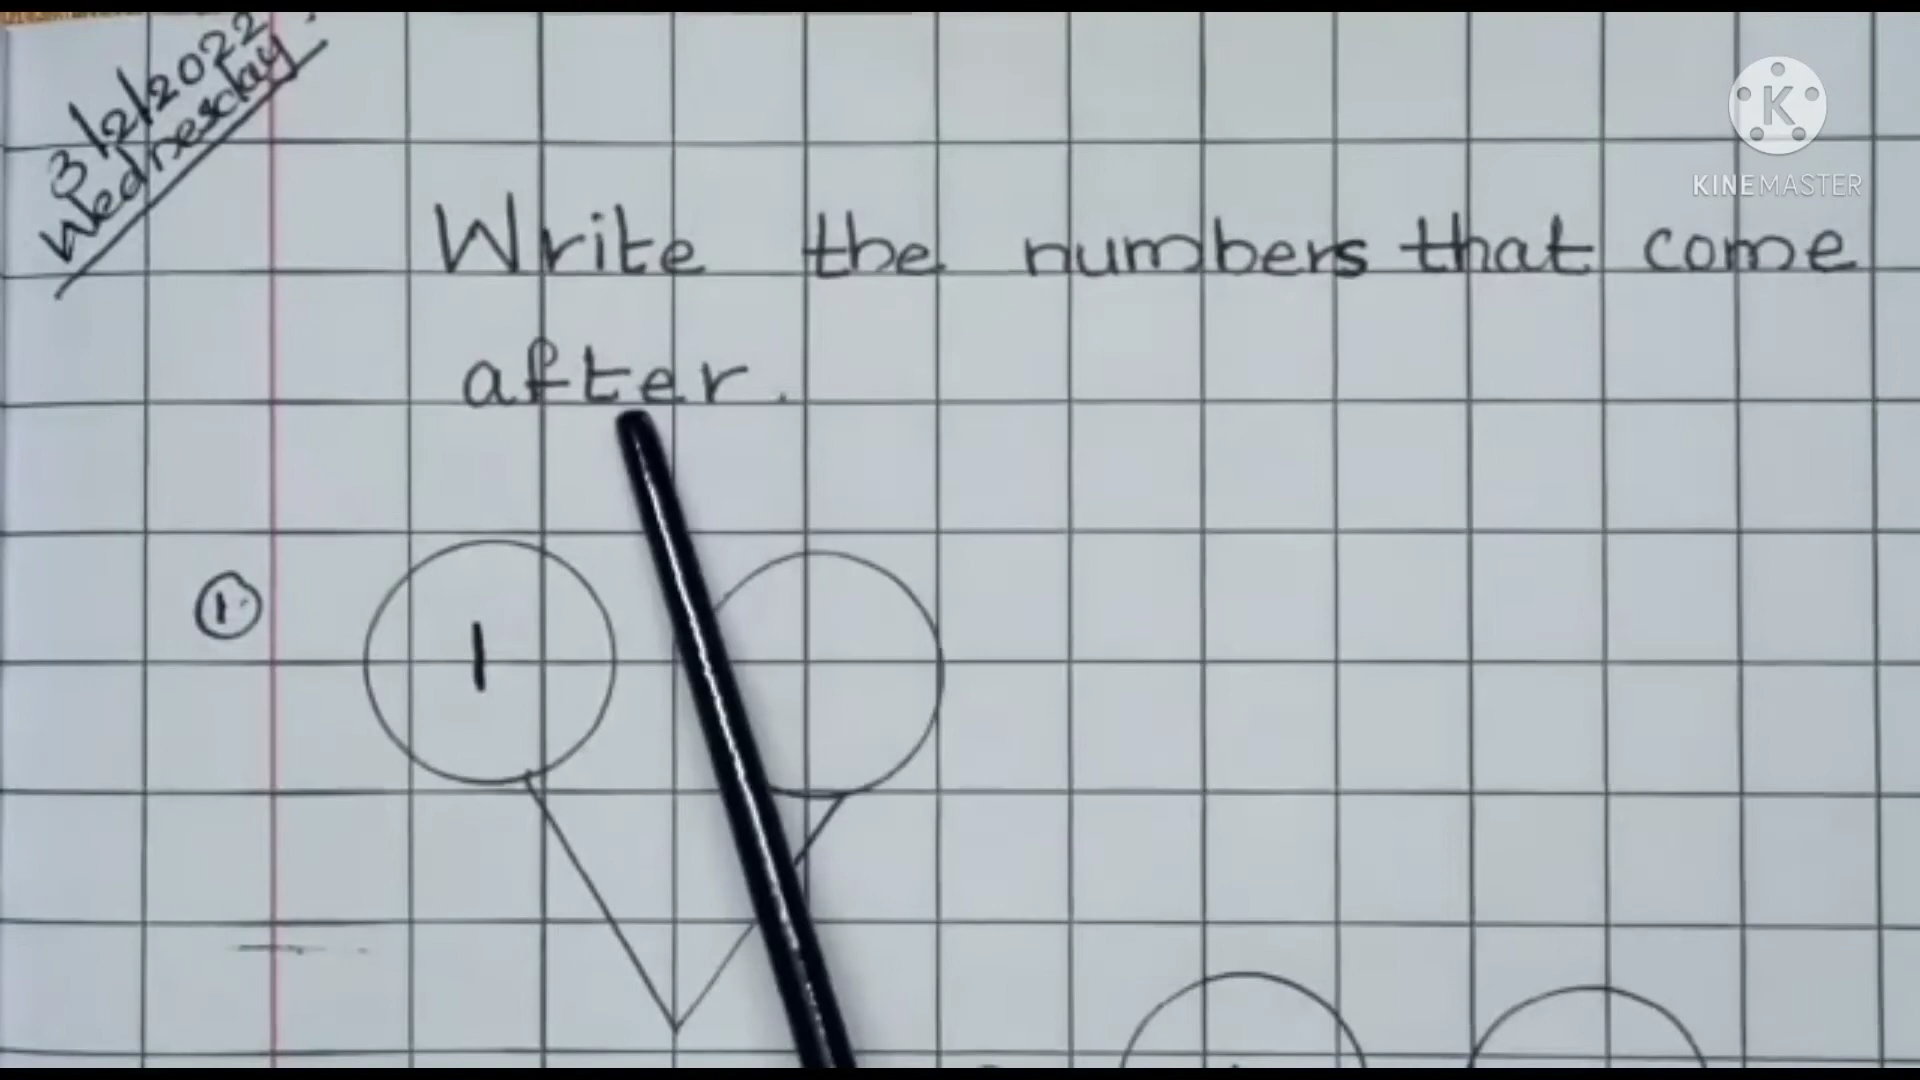 3/2/2022
Wednesday
KINEMASTER
Write the numbers that come
after.
1.
1